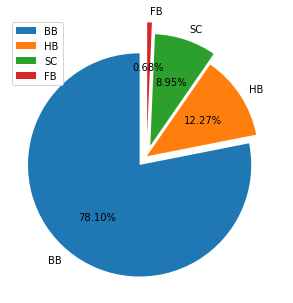 FB
BB
HB
SC
FB
SC
0.68%
8.95%
HB
12.27%
78.10%
BB